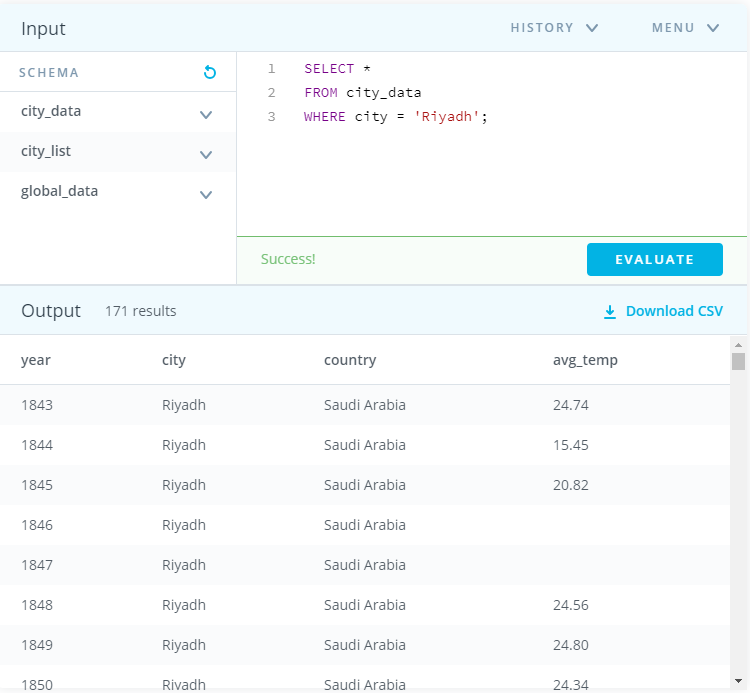 Input HISTORY MENU
SCHEMA
city_data
city_list
global_data
1 SELECT *
2 FROM city_data
3 WHERE city = 'Riyadh';
Success! EVALUATE
Output 171 results Download CSV
year city country avg_temp
1843 Riyadh Saudi Arabia 24.74
1844 Riyadh Saudi Arabia 15.45
1845 Riyadh Saudi Arabia 20.82
1846 Riyadh Saudi Arabia
1847 Riyadh Saudi Arabia
1848 Riyadh Saudi Arabia 24.56
1849 Riyadh Saudi Arabia 24.80
1850 Riyadh Saudi Arabia 24.34